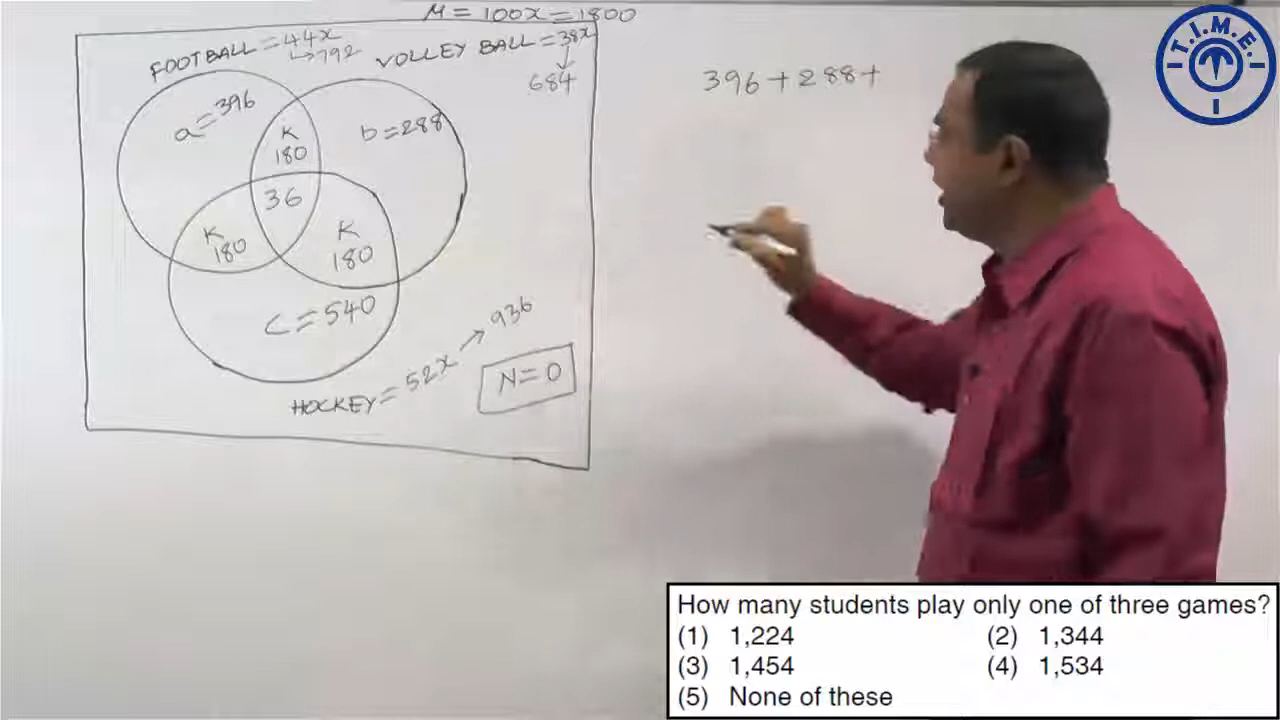 M = 100x = 1800
FOOTBALL = 44x
↳ 792
VOLLEY BALL = 38x
↓
684
a = 396
K
180
b = 288
36
K
180
K
180
C = 540
HOCKEY = 52x → 936
N = 0
396 + 288 +
T.I.M.E.
How many students play only one of three games?
(1) 1,224 (2) 1,344
(3) 1,454 (4) 1,534
(5) None of these